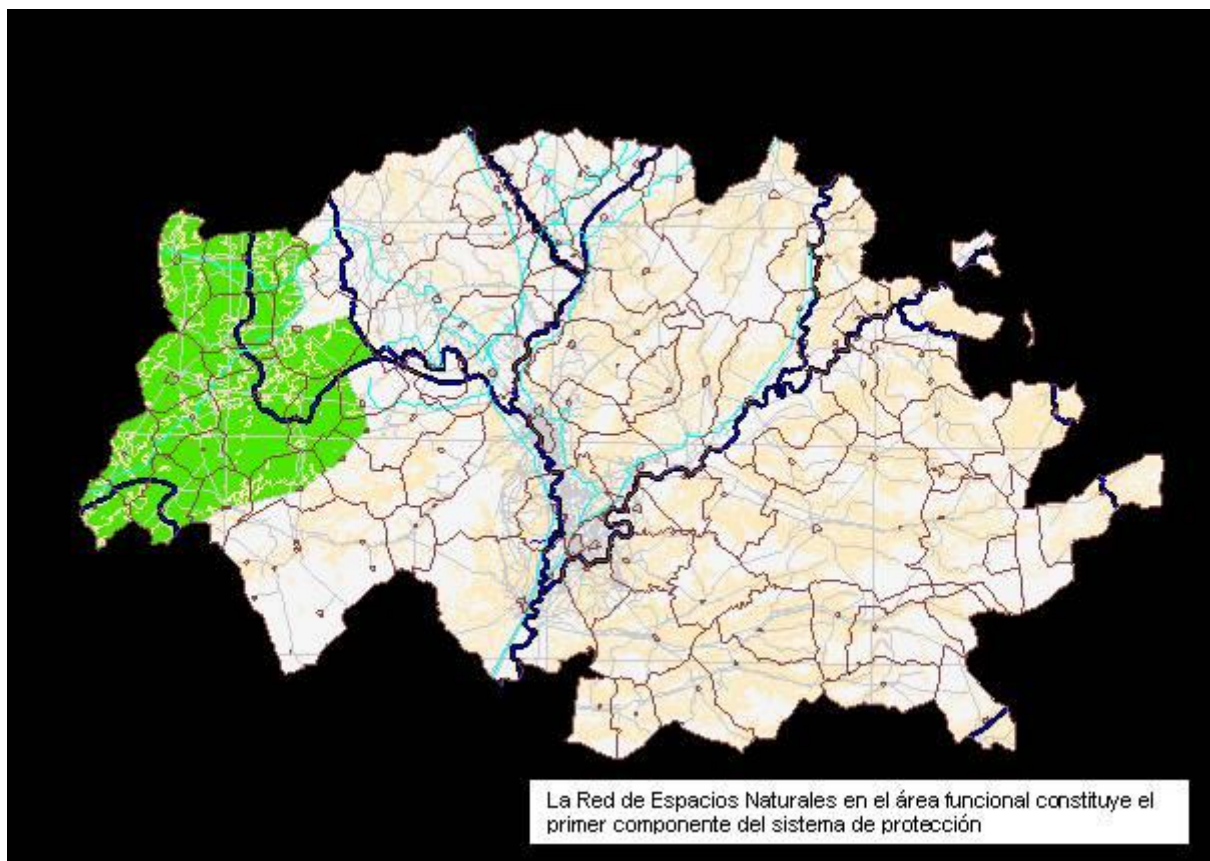 La Red de Espacios Naturales en el área funcional constituye el
primer componente del sistema de protección